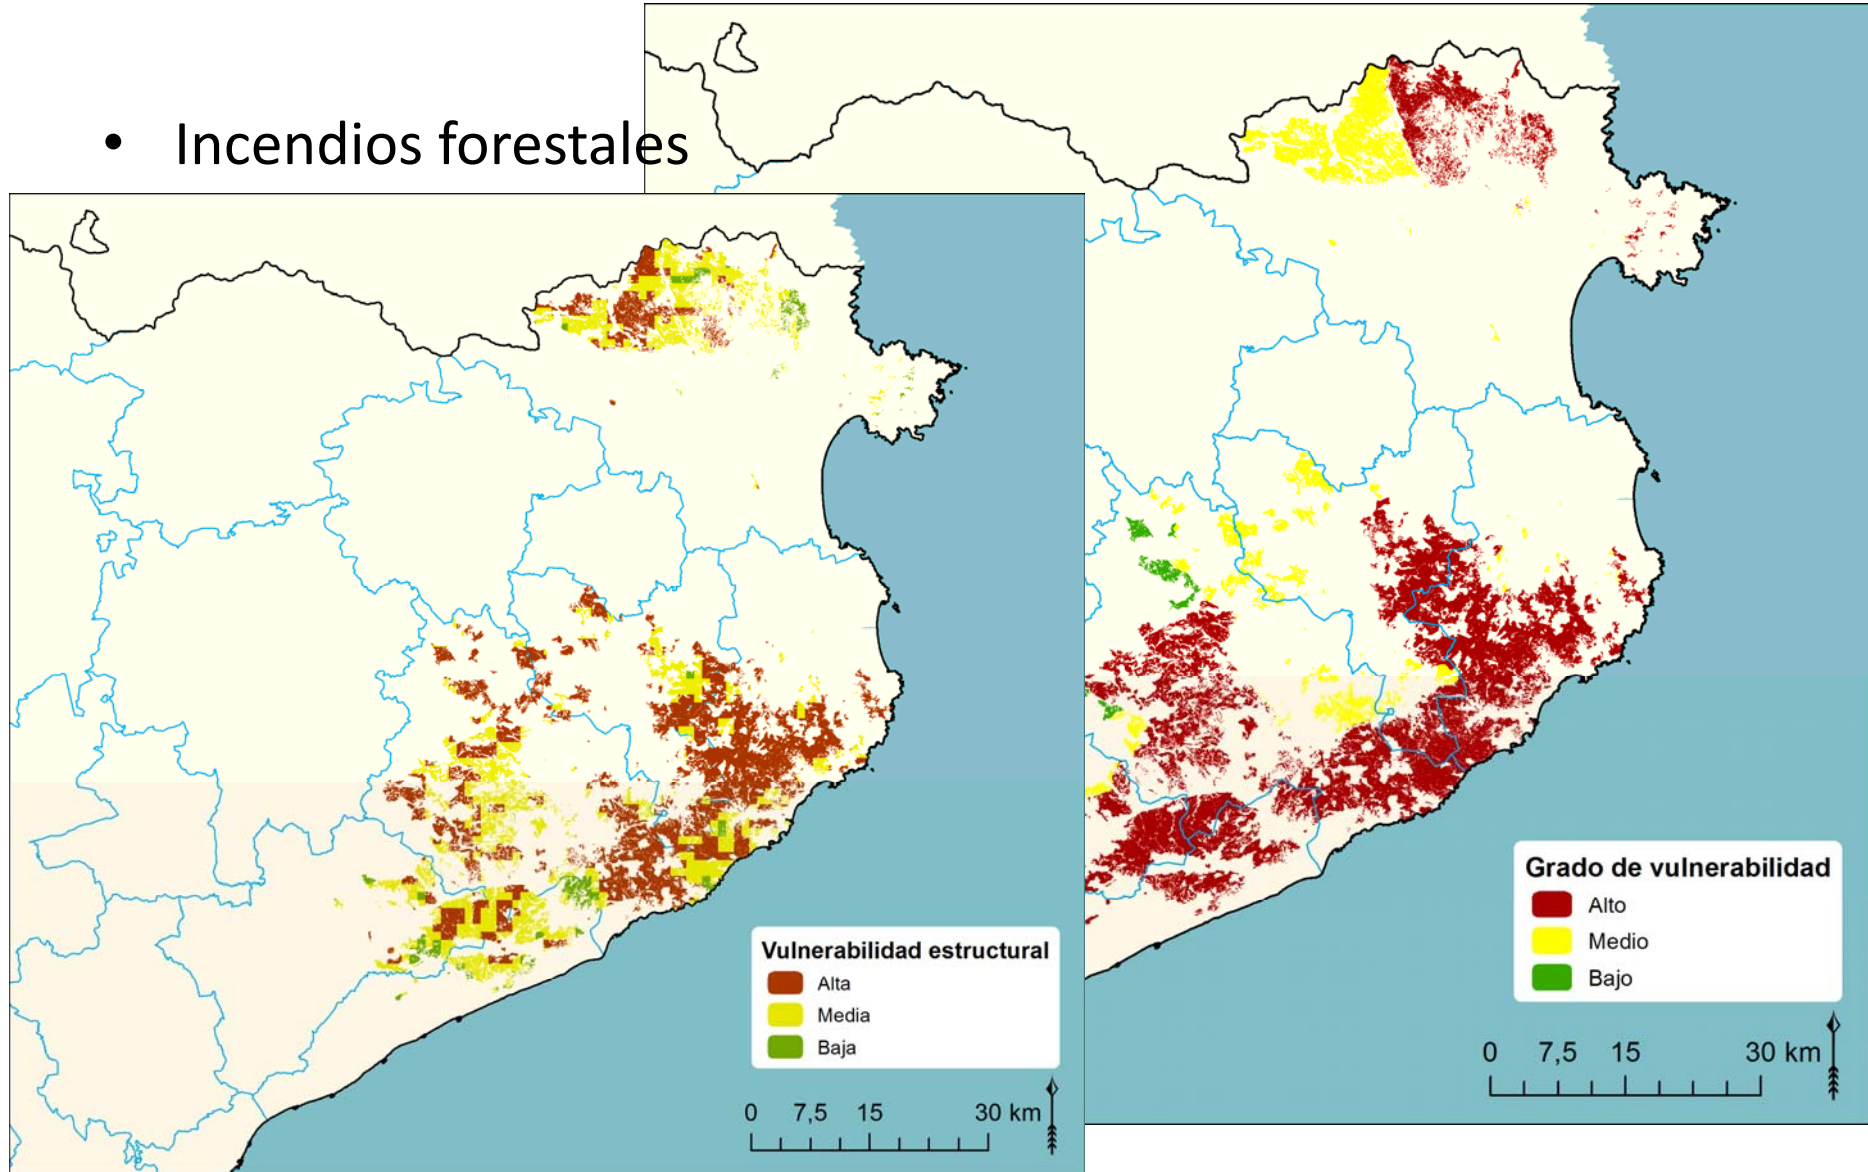 • Incendios forestales
Vulnerabilidad estructural
Alta
Media
Baja
0 7,5 15 30 km
Grado de vulnerabilidad
Alto
Medio
Bajo
0 7,5 15 30 km